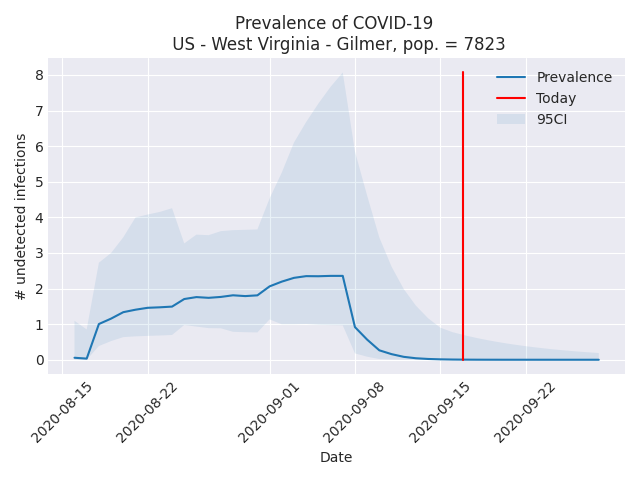 Prevalence of COVID-19
US - West Virginia - Gilmer, pop. = 7823
Prevalence
Today
95CI
8
7
6
5
4
3
2
1
0
# undetected infections
2020-08-15
2020-08-22
2020-09-01
2020-09-08
2020-09-15
2020-09-22
Date